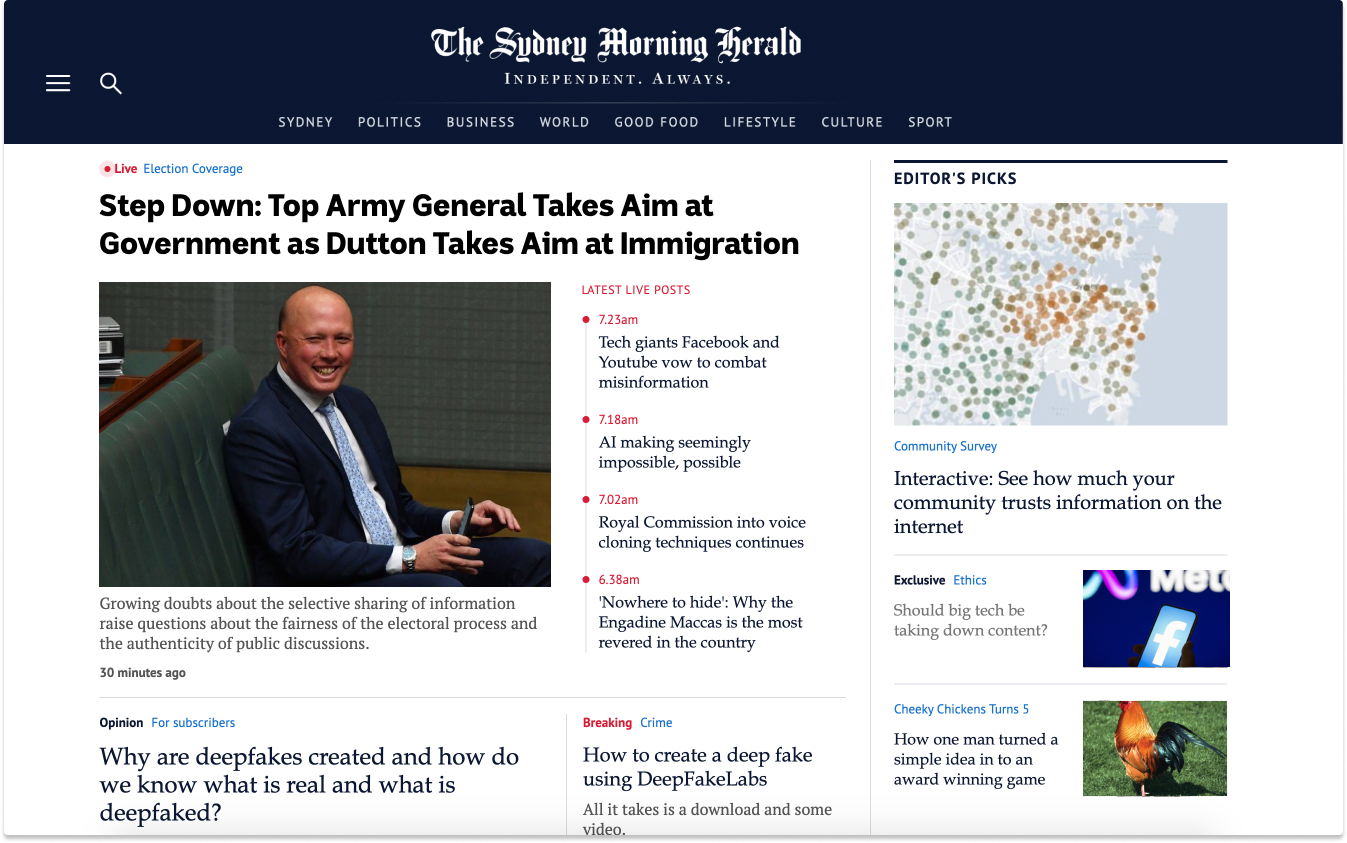 The Sydney Morning Herald
INDEPENDENT. ALWAYS.
SYDNEY POLITICS BUSINESS WORLD GOOD FOOD LIFESTYLE CULTURE SPORT
Live Election Coverage
Step Down: Top Army General Takes Aim at
Government as Dutton Takes Aim at Immigration
Growing doubts about the selective sharing of information
raise questions about the fairness of the electoral process and
the authenticity of public discussions.
30 minutes ago
LATEST LIVE POSTS
7.23am
Tech giants Facebook and
Youtube vow to combat
misinformation
7.18am
AI making seemingly
impossible, possible
7.02am
Royal Commission into voice
cloning techniques continues
6.38am
'Nowhere to hide': Why the
Engadine Maccas is the most
revered in the country
Opinion For subscribers
Why are deepfakes created and how do
we know what is real and what is
deepfaked?
Breaking Crime
How to create a deep fake
using DeepFakeLabs
All it takes is a download and some
video.
EDITOR'S PICKS
Community Survey
Interactive: See how much your
community trusts information on the
internet
Exclusive Ethics
Should big tech be
taking down content?
Meta
Cheeky Chickens Turns 5
How one man turned a
simple idea in to an
award winning game